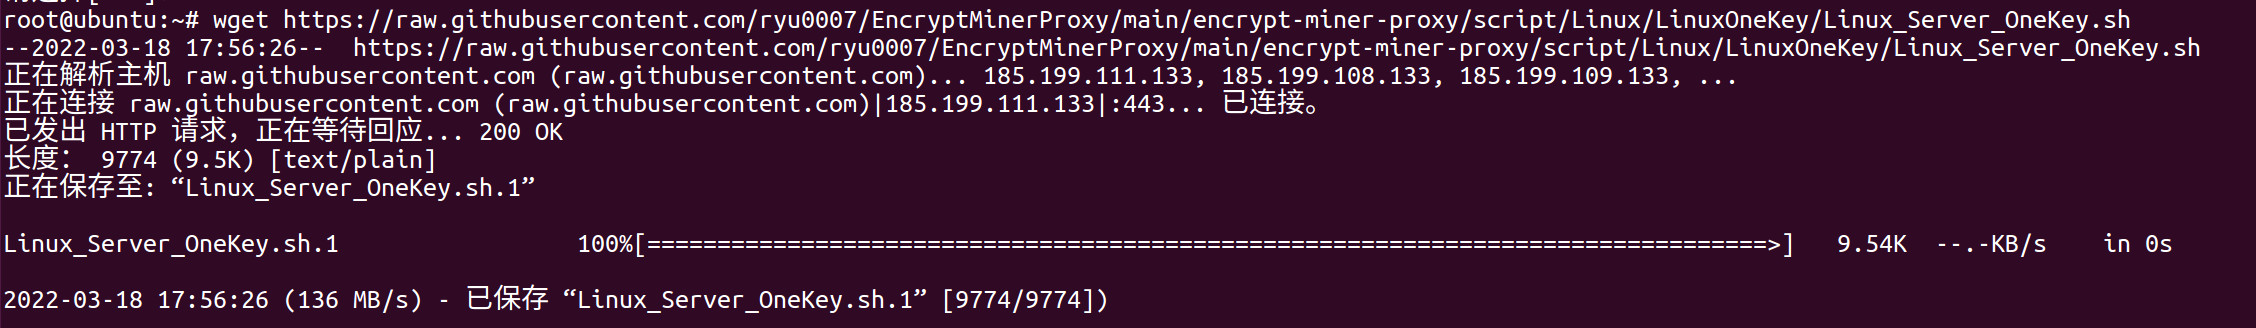 root@ubuntu:~# wget https://raw.githubusercontent.com/ryu0007/EncryptMinerProxy/main/encrypt-miner-proxy/script/Linux/LinuxOneKey/Linux_Server_OneKey.sh
--2022-03-18 17:56:26--  https://raw.githubusercontent.com/ryu0007/EncryptMinerProxy/main/encrypt-miner-proxy/script/Linux/LinuxOneKey/Linux_Server_OneKey.sh
正在解析主机 raw.githubusercontent.com (raw.githubusercontent.com)... 185.199.111.133, 185.199.108.133, 185.199.109.133, ...
正在连接 raw.githubusercontent.com (raw.githubusercontent.com)|185.199.111.133|:443... 已连接。
已发出 HTTP 请求，正在等待回应... 200 OK
长度： 9774 (9.5K) [text/plain]
正在保存至: “Linux_Server_OneKey.sh.1”
Linux_Server_OneKey.sh.1                 100%[================================================================================>]   9.54K  --.-KB/s    in 0s
2022-03-18 17:56:26 (136 MB/s) - 已保存 “Linux_Server_OneKey.sh.1” [9774/9774])